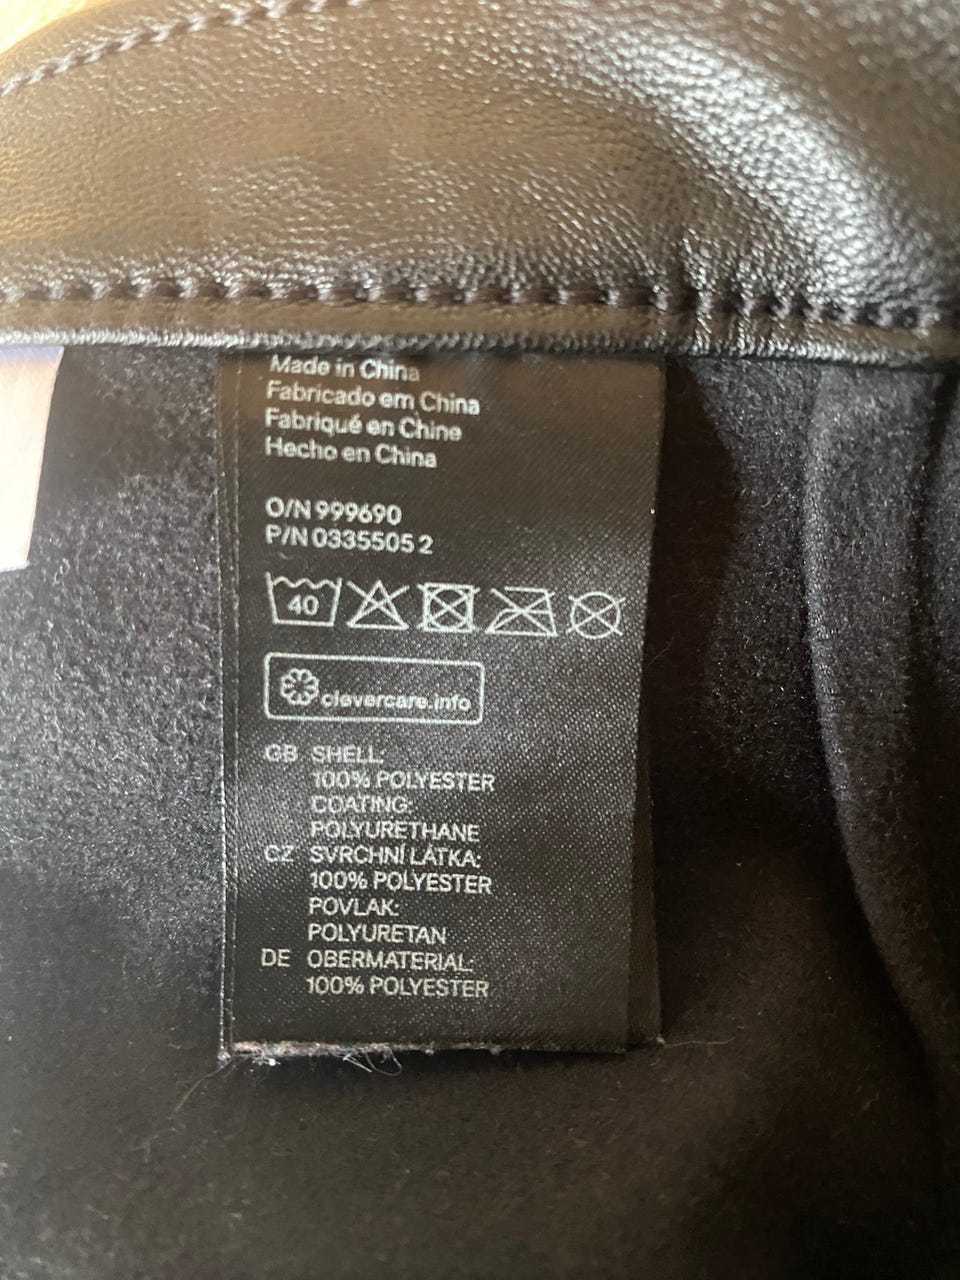 Made in China
Fabricado em China
Fabriqué en Chine
Hecho en China
O/N 999690
P/N 0335505 2
40
clevercare.info
GB SHELL:
100% POLYESTER
COATING:
POLYURETHANE
CZ SVRCHNÍ LÁTKA:
100% POLYESTER
POVLAK:
POLYURETAN
DE OBERMATERIAL:
100% POLYESTER